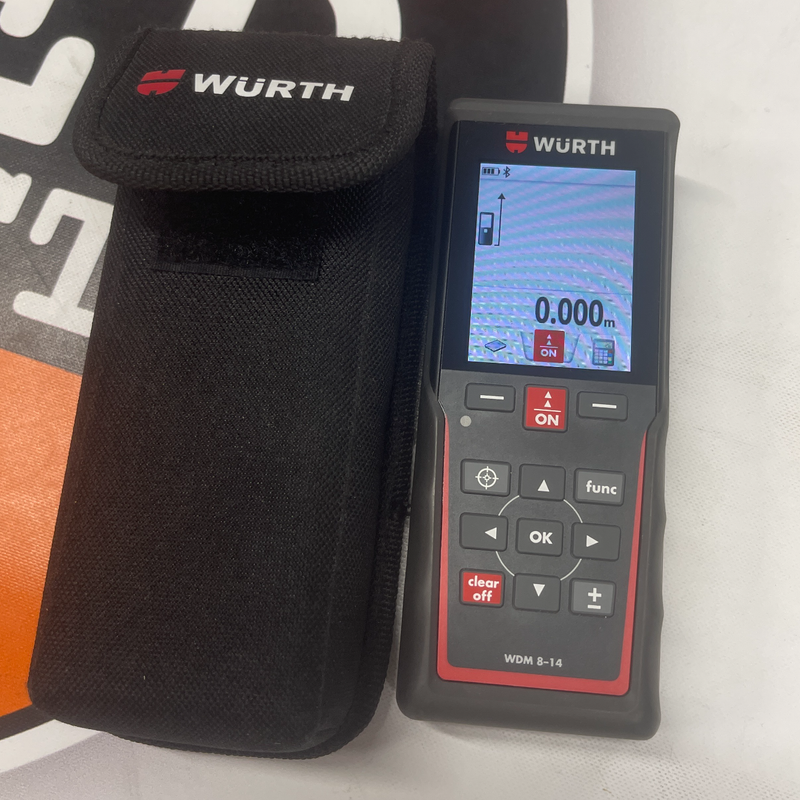 WÜRTH
WÜRTH
0.000m
ON
ON
func
OK
clear
off
±
WDM 8-14